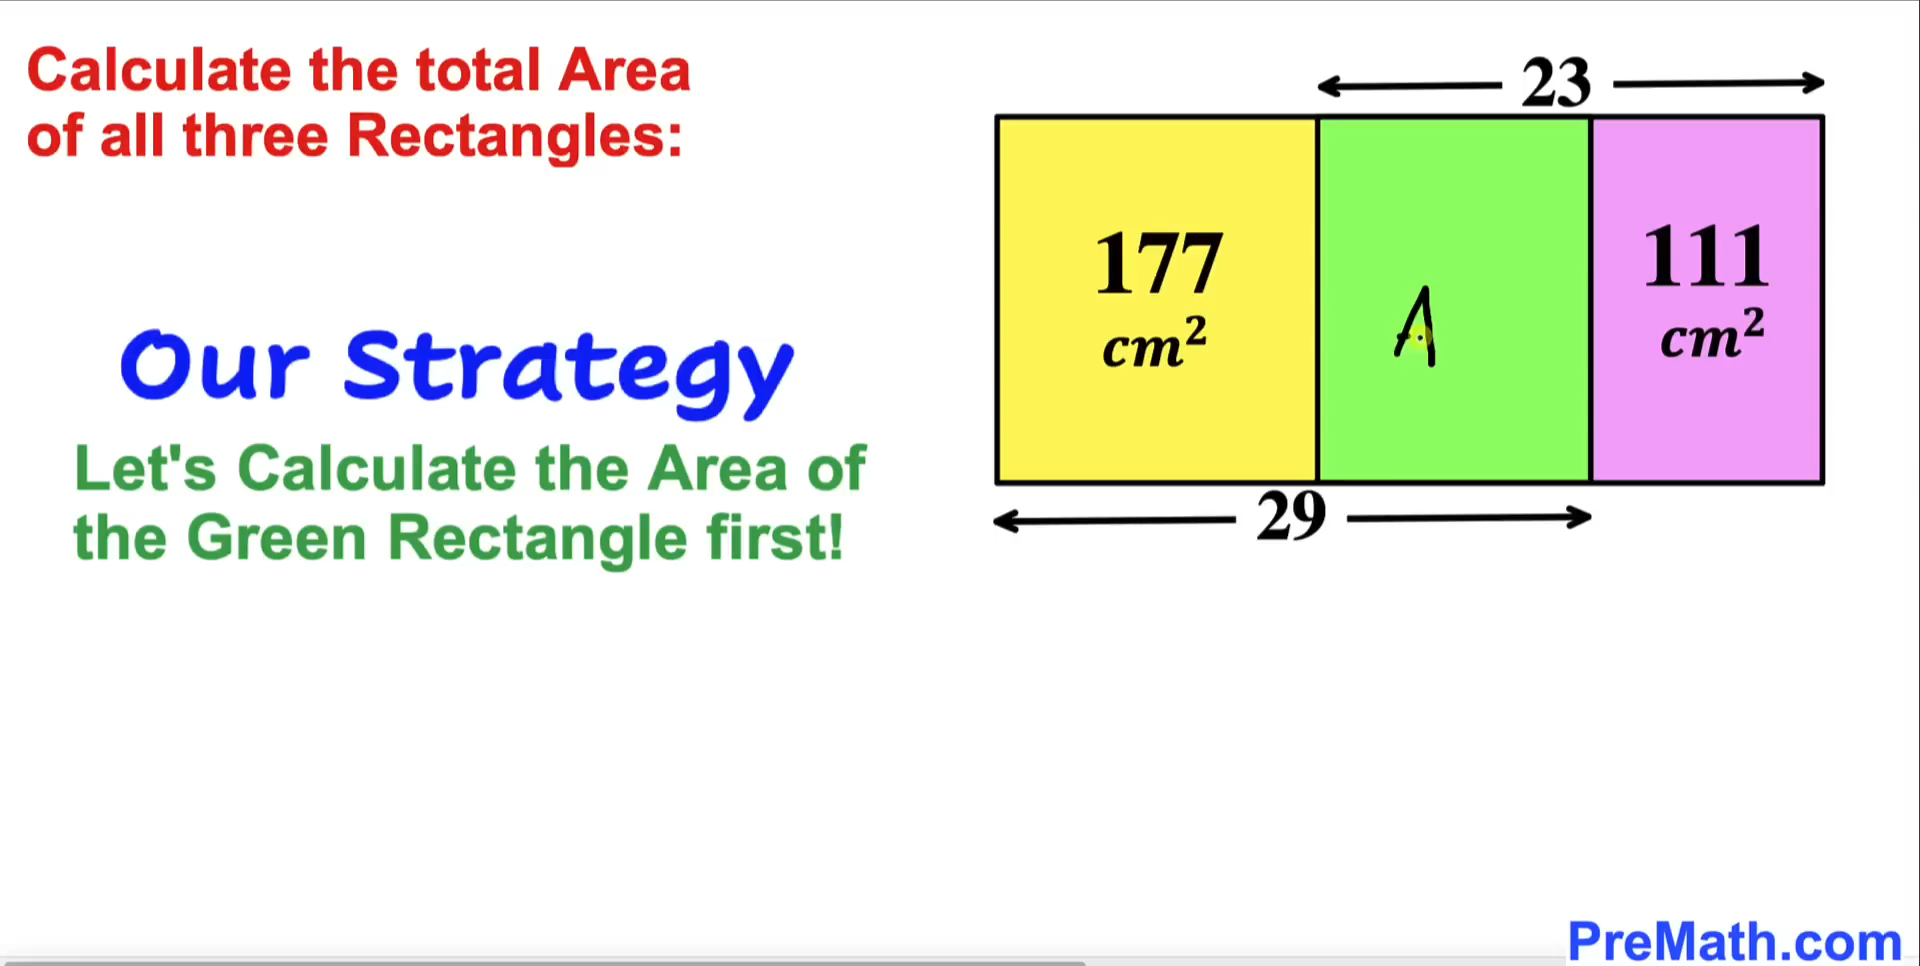 Calculate the total Area
of all three Rectangles:
Our Strategy
Let's Calculate the Area of
the Green Rectangle first!
23
177
cm²
A
111
cm²
29
PreMath.com